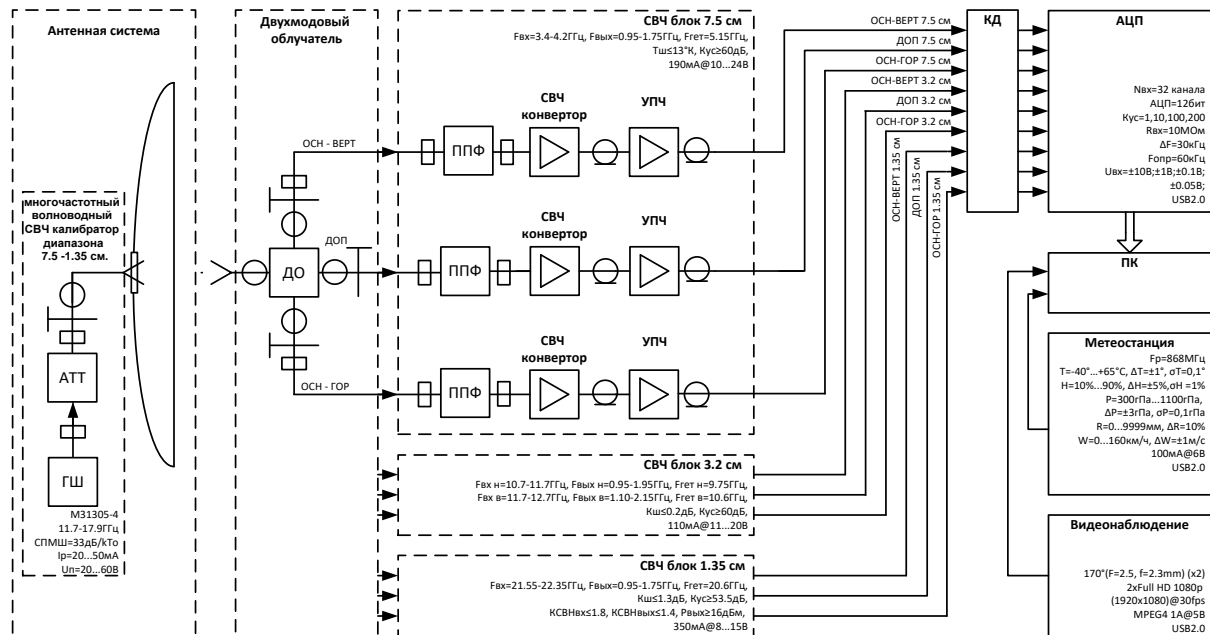 Антенная система
многочастотный
волноводный
СВЧ калибратор
диапазона
7.5 -1.35 см.
АТТ
ГШ
М31305-4
11.7-17.9ГГц
СПМШ=33дБ/kTo
Iр=20...50мА
Uп=20...60В
Двухмодовый
облучатель
ОСН - ВЕРТ
ДОП
ДО
ОСН - ГОР
СВЧ блок 7.5 см
Fвх=3.4-4.2ГГц, Fвых=0.95-1.75ГГц, Fгет=5.15ГГц,
Tш≤13°K, Kус≥60дБ,
190мА@10...24В
СВЧ
конвертор
УПЧ
ППФ
СВЧ
конвертор
УПЧ
ППФ
СВЧ
конвертор
УПЧ
ППФ
СВЧ блок 3.2 см
Fвх н=10.7-11.7ГГц, Fвых н=0.95-1.95ГГц, Fгет н=9.75ГГц,
Fвх в=11.7-12.7ГГц, Fвых в=1.10-2.15ГГц, Fгет в=10.6ГГц,
Kш≤0.2дБ, Kус≥60дБ,
110мА@11...20В
СВЧ блок 1.35 см
Fвх=21.55-22.35ГГц, Fвых=0.95-1.75ГГц, Fгет=20.6ГГц,
Kш≤1.3дБ, Kус≥53.5дБ,
КСВНвх≤1.8, КСВНвых≤1.4, Рвых≥16дБм,
350мА@8...15В
ОСН-ВЕРТ 7.5 см
ДОП 7.5 см
ОСН-ГОР 7.5 см
ОСН-ВЕРТ 3.2 см
ДОП 3.2 см
ОСН-ГОР 3.2 см
ОСН-ВЕРТ 1.35 см
ДОП 1.35 см
ОСН-ГОР 1.35 см
КД
АЦП
Nвх=32 канала
АЦП=12бит
Kус=1,10,100,200
Rвх=10МОм
ΔF=30кГц
Fопр=60кГц
Uвх=±10В;±1В;±0.1В;
±0.05В;
USB2.0
ПК
Метеостанция
Fр=868МГц
T=-40°...+65°C, ΔT=±1°, σT=0,1°
H=10%...90%, ΔH=±5%,σH =1%
P=300гПа...1100гПа,
ΔP=±3гПа, σP=0,1гПа
R=0...9999мм, ΔR=10%
W=0...160км/ч, ΔW=±1м/с
100мА@6В
USB2.0
Видеонаблюдение
170°(F=2.5, f=2.3mm) (x2)
2xFull HD 1080p
(1920x1080)@30fps
MPEG4 1A@5В
USB2.0